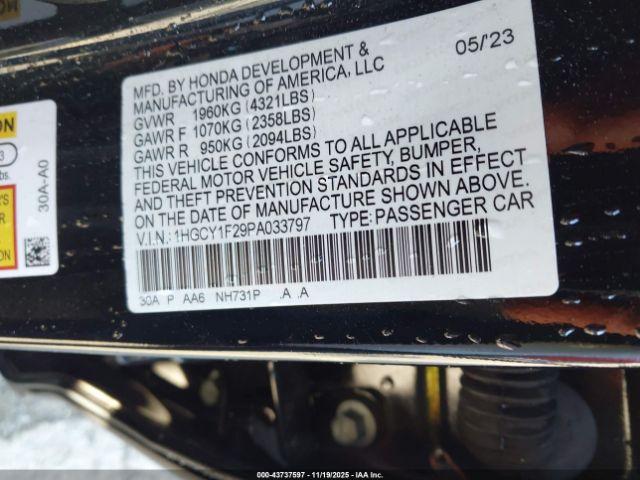 MFD. BY HONDA DEVELOPMENT & 05/'23
MANUFACTURING OF AMERICA, LLC
GVWR 1960KG (4321LBS)
GAWR F 1070KG (2358LBS)
GAWR R 950KG (2094LBS)
THIS VEHICLE CONFORMS TO ALL APPLICABLE
FEDERAL MOTOR VEHICLE SAFETY, BUMPER,
AND THEFT PREVENTION STANDARDS IN EFFECT
ON THE DATE OF MANUFACTURE SHOWN ABOVE.
V.I.N.: 1HGCY1F29PA033797 TYPE: PASSENGER CAR
30A P AA6 NH731P .A .A
30A-A0
000-43737597 - 11/19/2025 - IAA Inc.